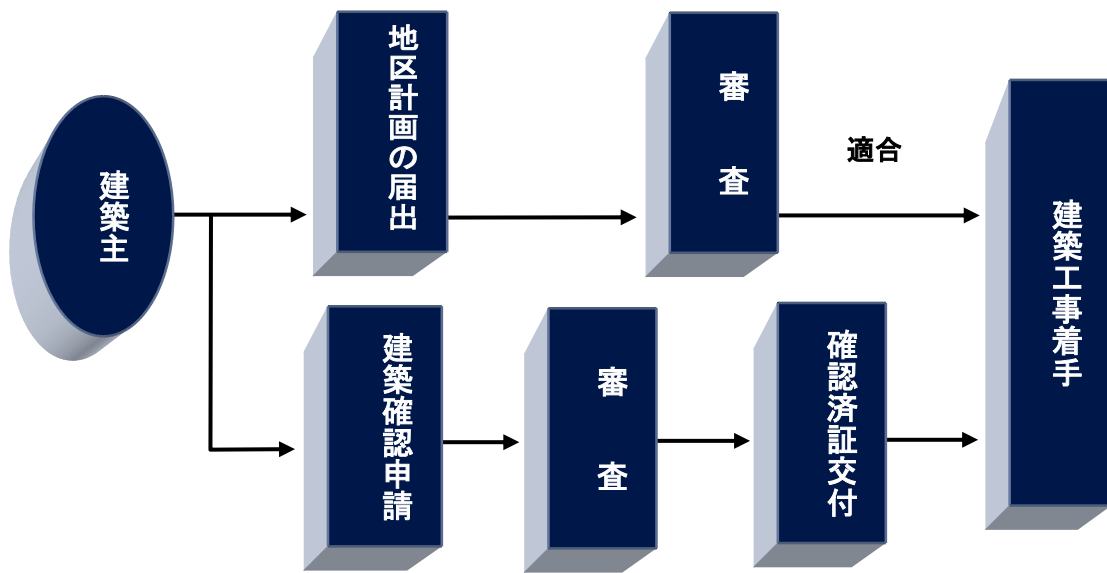 建築主
地区計画の届出
審査
適合
建築確認申請
審査
確認済証交付
建築工事着手